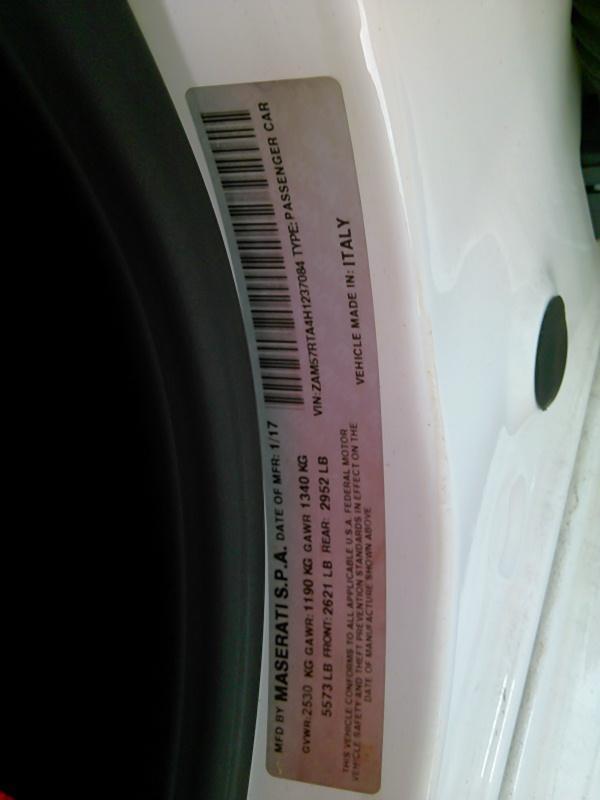 MFD BY MASERATI S.P.A. DATE OF MFR: 1/17
GVWR: 2530 KG GAWR: 1190 KG GAWR 1340 KG
5573 LB FRONT: 2621 LB REAR: 2952 LB
VIN: ZAM57RTA4H1237084 TYPE: PASSENGER CAR
VEHICLE MADE IN: ITALY
THIS VEHICLE CONFORMS TO ALL APPLICABLE U.S.A. FEDERAL MOTOR
VEHICLE SAFETY AND THEFT PREVENTION STANDARDS IN EFFECT ON THE
DATE OF MANUFACTURE SHOWN ABOVE